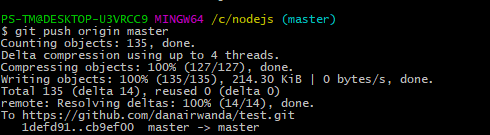 PS-TM@DESKTOP-U3VRCC9 MINGW64 /c/nodejs (master)
$ git push origin master
Counting objects: 135, done.
Delta compression using up to 4 threads.
Compressing objects: 100% (127/127), done.
Writing objects: 100% (135/135), 214.30 KiB | 0 bytes/s, done.
Total 135 (delta 14), reused 0 (delta 0)
remote: Resolving deltas: 100% (14/14), done.
To https://github.com/danairwanda/test.git
   1defd91..cb9ef00  master -> master